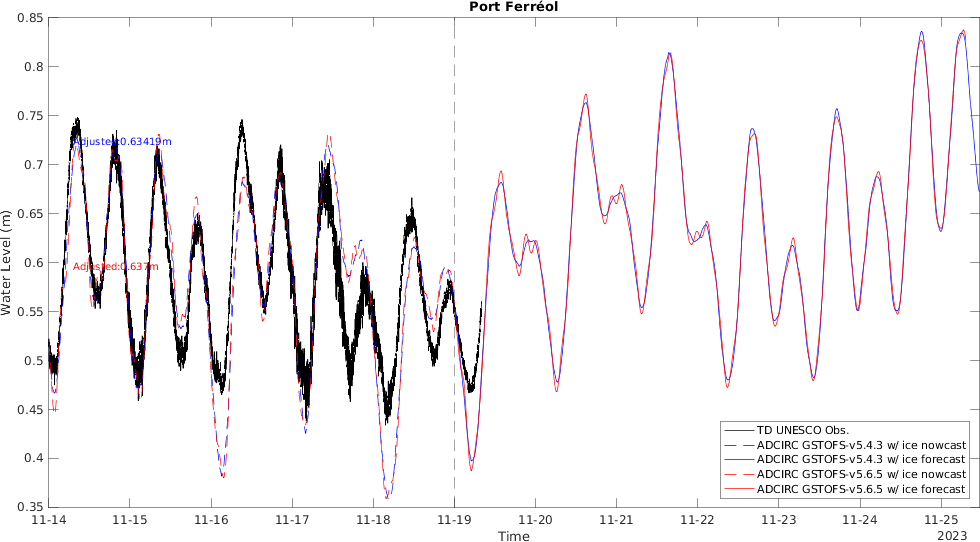 Port Ferréol
0.85
0.8
0.75
0.7
0.65
0.6
0.55
0.5
0.45
0.4
0.35
Water Level (m)
Adjusted:0.63419m
Adjusted:0.637m
TD UNESCO Obs.
ADCIRC GSTOFS-v5.4.3 w/ ice nowcast
ADCIRC GSTOFS-v5.4.3 w/ ice forecast
ADCIRC GSTOFS-v5.6.5 w/ ice nowcast
ADCIRC GSTOFS-v5.6.5 w/ ice forecast
11-14 11-15 11-16 11-17 11-18 11-19 11-20 11-21 11-22 11-23 11-24 11-25
2023
Time